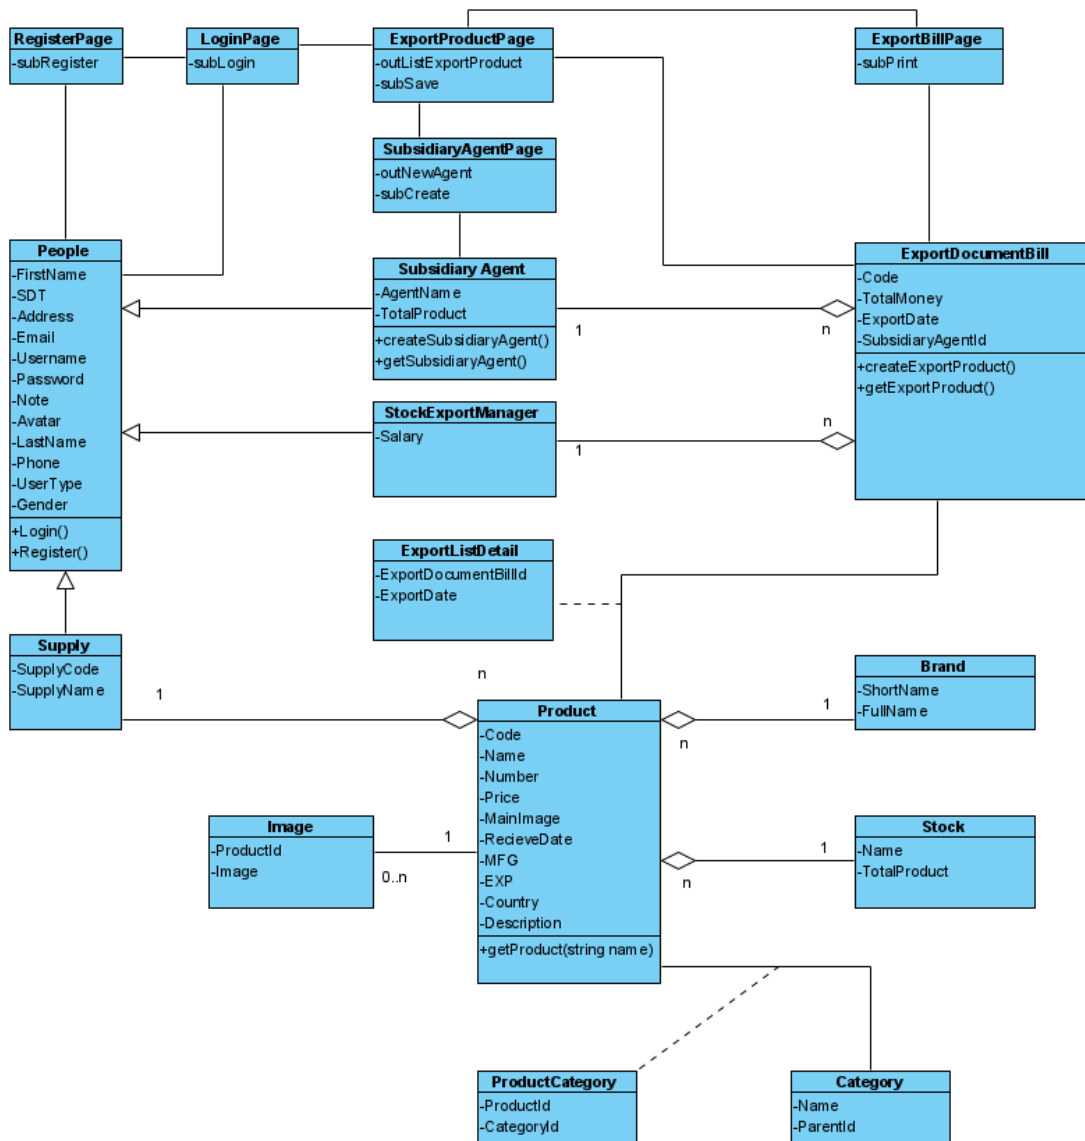 RegisterPage
-subRegister
LoginPage
-subLogin
ExportProductPage
-outListExportProduct
-subSave
ExportBillPage
-subPrint
SubsidiaryAgentPage
-outNewAgent
-subCreate
People
-FirstName
-SDT
-Address
-Email
-Username
-Password
-Note
-Avatar
-LastName
-Phone
-UserType
-Gender
+Login()
+Register()
Subsidiary Agent
-AgentName
-TotalProduct
+createSubsidiaryAgent()
+getSubsidiaryAgent()
1
n
ExportDocumentBill
-Code
-TotalMoney
-ExportDate
-SubsidiaryAgentId
+createExportProduct()
+getExportProduct()
StockExportManager
-Salary
1
n
ExportListDetail
-ExportDocumentBillId
-ExportDate
Supply
-SupplyCode
-SupplyName
1
n
Product
-Code
-Name
-Number
-Price
-MainImage
-RecieveDate
-MFG
-EXP
-Country
-Description
+getProduct(string name)
Brand
-ShortName
-FullName
1
n
Image
-ProductId
-Image
1
0..n
Stock
-Name
-TotalProduct
1
n
ProductCategory
-ProductId
-CategoryId
Category
-Name
-ParentId